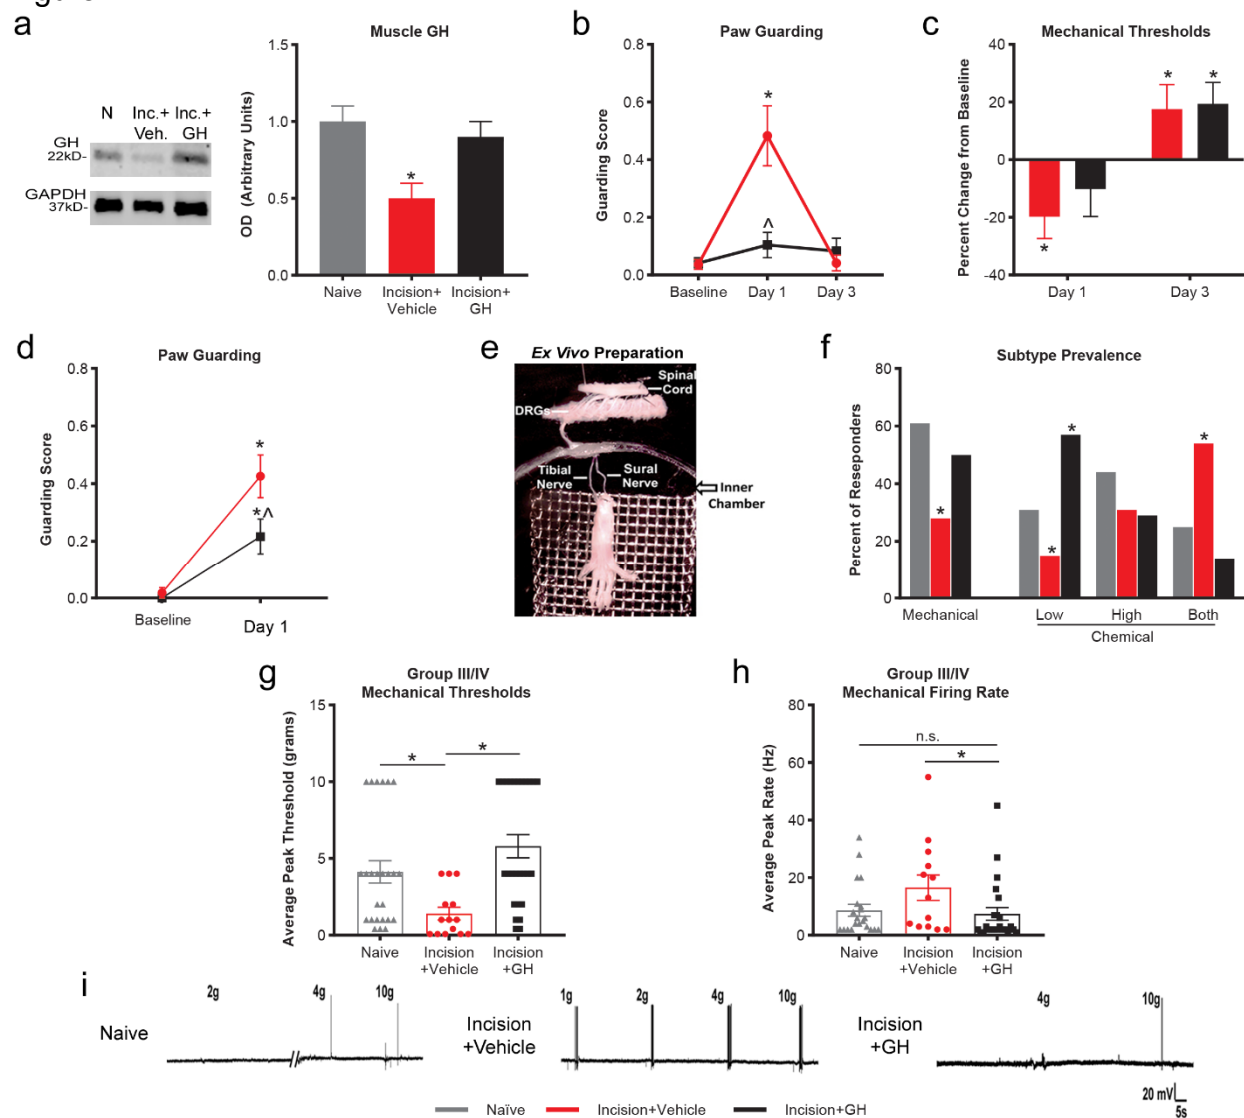 a
N
Inc.+
Veh.
Inc.+
GH
GH
22kD-
GAPDH
37kD-
Muscle GH
OD (Arbitrary Units)
1.5
1.0
0.5
0.0
*
Naive
Incision+
Vehicle
Incision+
GH
b
Paw Guarding
Guarding Score
0.8
0.6
0.4
0.2
0.0
*
^
Baseline
Day 1
Day 3
c
Mechanical Thresholds
Percent Change from Baseline
40
20
0
-20
-40
*
*
*
Day 1
Day 3
d
Paw Guarding
Guarding Score
0.8
0.6
0.4
0.2
0.0
*
*^
Baseline
Day 1
e
Ex Vivo Preparation
Spinal
Cord
DRGs
Tibial
Nerve
Sural
Nerve
Inner
Chamber
f
Subtype Prevalence
Percent of Reseponders
80
60
40
20
0
*
*
*
*
Mechanical
Low
High
Both
Chemical
g
Group III/IV
Mechanical Thresholds
Average Peak Threshold (grams)
15
10
5
0
*
*
Naive
Incision
+Vehicle
Incision
+GH
h
Group III/IV
Mechanical Firing Rate
Average Peak Rate (Hz)
80
60
40
20
0
n.s.
*
Naive
Incision
+Vehicle
Incision
+GH
i
Naive
2g
4g
10g
Incision
+Vehicle
1g
2g
4g
10g
Incision
+GH
4g
10g
20 mV
5s
Naïve
Incision+Vehicle
Incision+GH